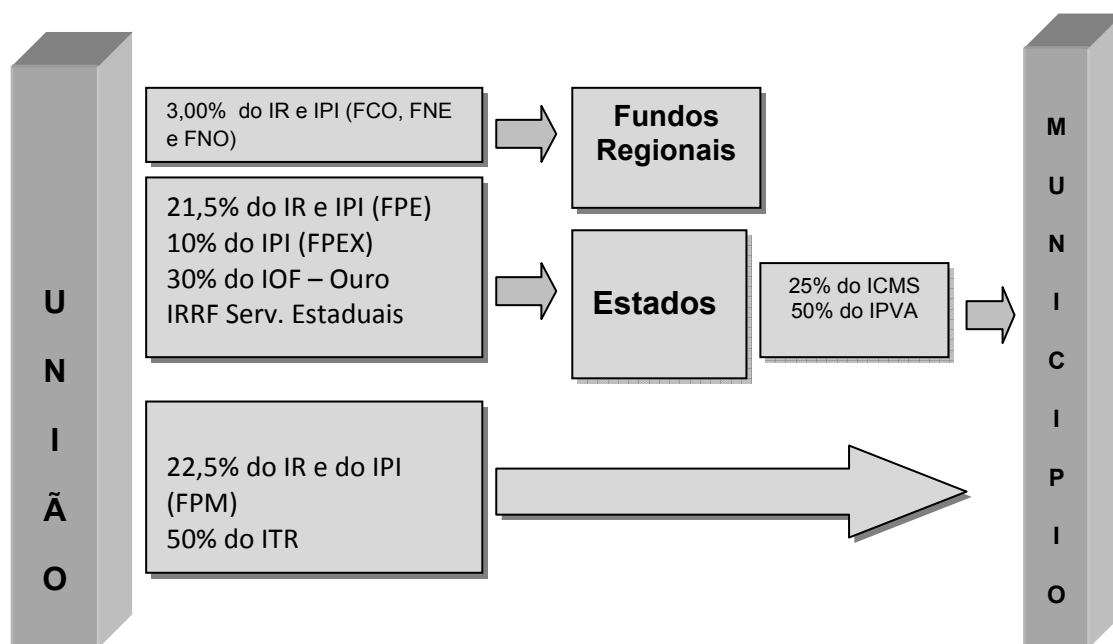 UNIÃO
3,00% do IR e IPI (FCO, FNE
e FNO)
Fundos
Regionais
21,5% do IR e IPI (FPE)
10% do IPI (FPEX)
30% do IOF – Ouro
IRRF Serv. Estaduais
Estados
25% do ICMS
50% do IPVA
22,5% do IR e do IPI
(FPM)
50% do ITR
MUNICIPIO